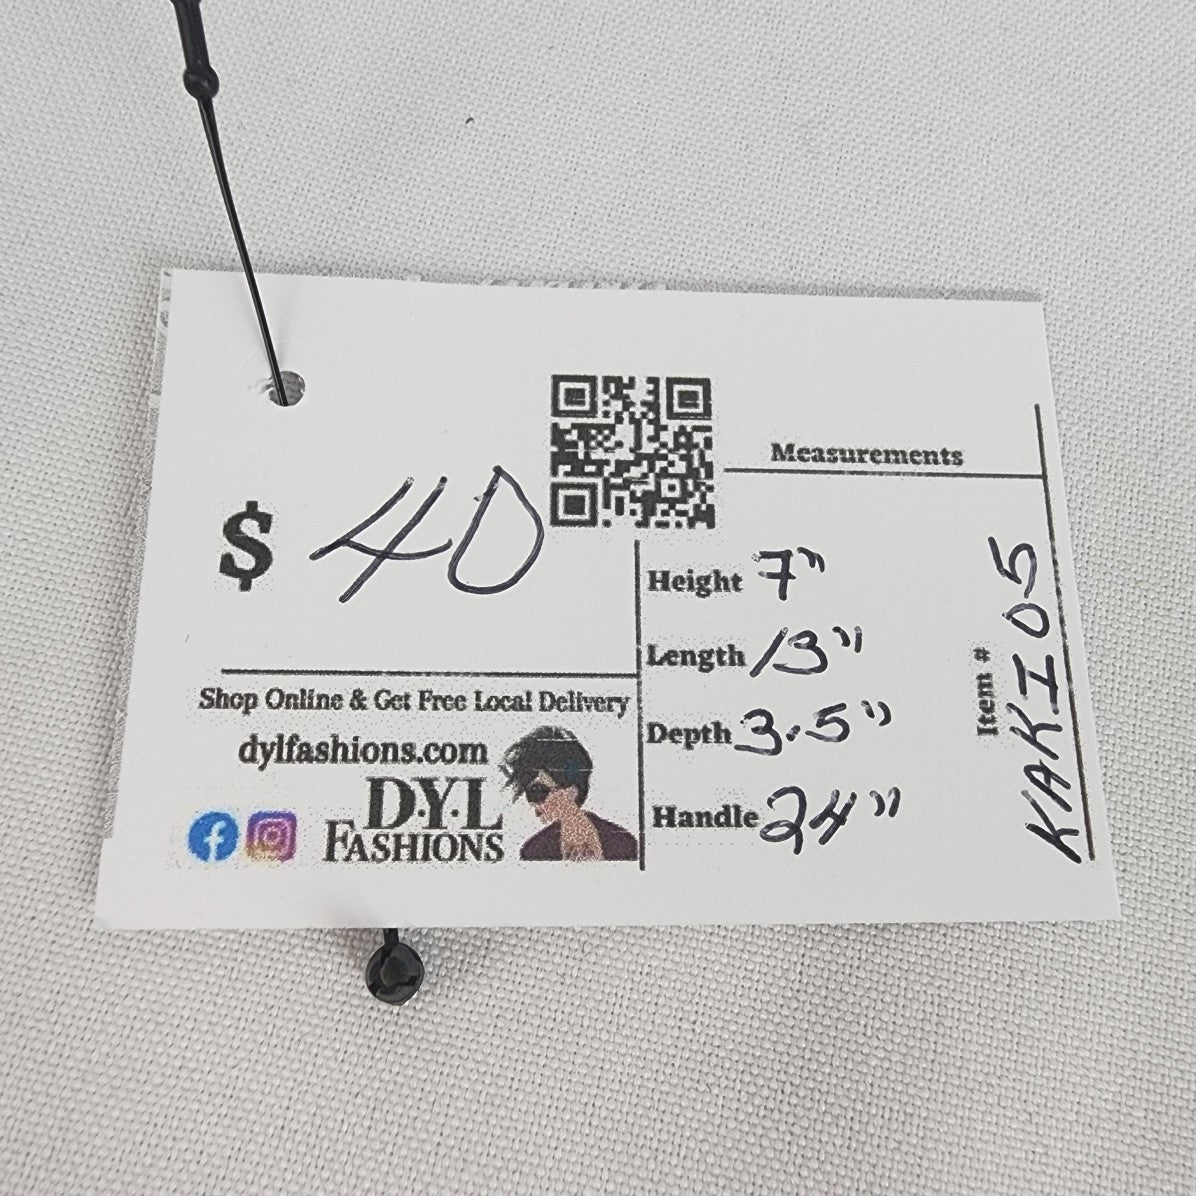 $ 40
Shop Online & Get Free Local Delivery
dylfashions.com
D·Y·L
FASHIONS
Measurements
Height 7"
Length 13"
Depth 3.5"
Handle 24"
Item # KAKI05